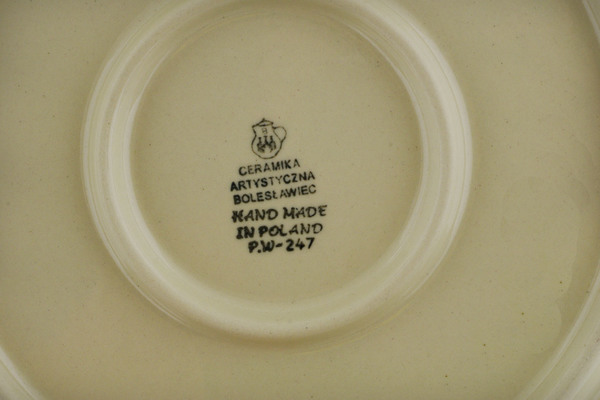 CERAMIKA
ARTYSTYCZNA
BOLESŁAWIEC
HAND MADE
IN POLAND
P.W-247